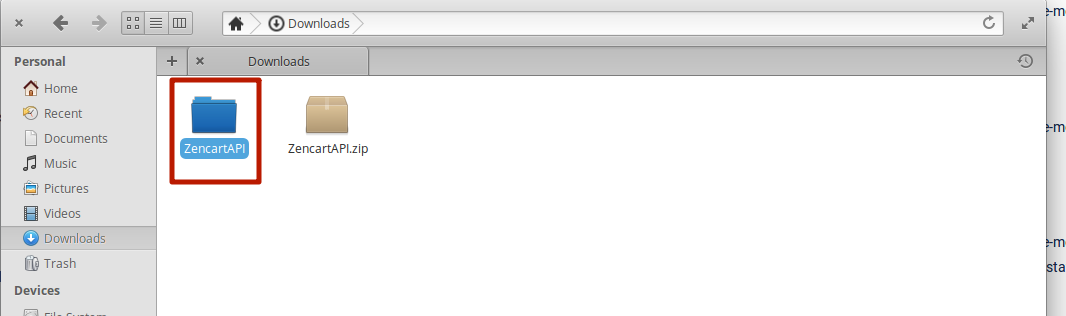 Downloads
Personal
Downloads
Home
Recent
Documents
Music
Pictures
Videos
Downloads
Trash
Devices
File System
ZencartAPI
ZencartAPI.zip
e-m
e-m
e-m
sta